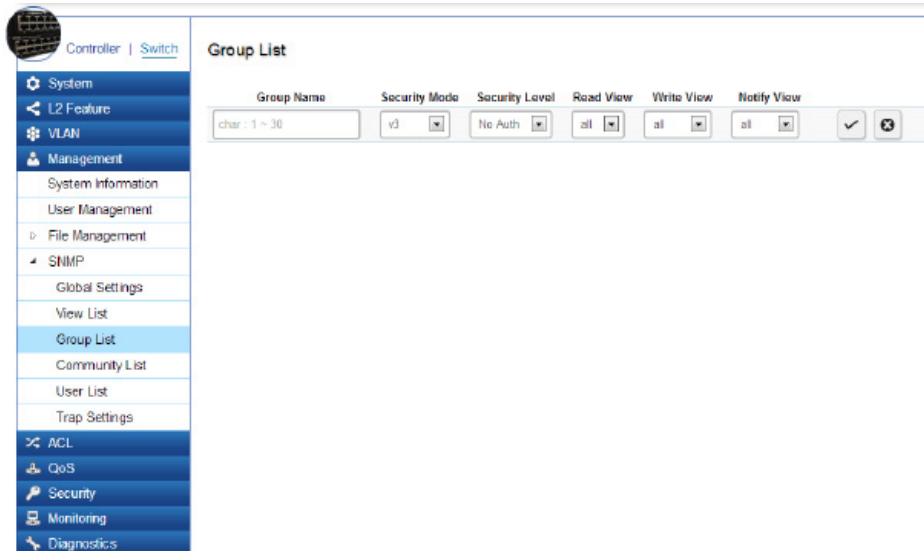 Controller | Switch
Group List
System
L2 Feature
VLAN
Management
System Information
User Management
File Management
SNMP
Global Settings
View List
Group List
Community List
User List
Trap Settings
ACL
QoS
Security
Monitoring
Diagnostics
Group Name Security Mode Security Level Read View Write View Notify View
char : 1 ~ 30 v3 No Auth all all all